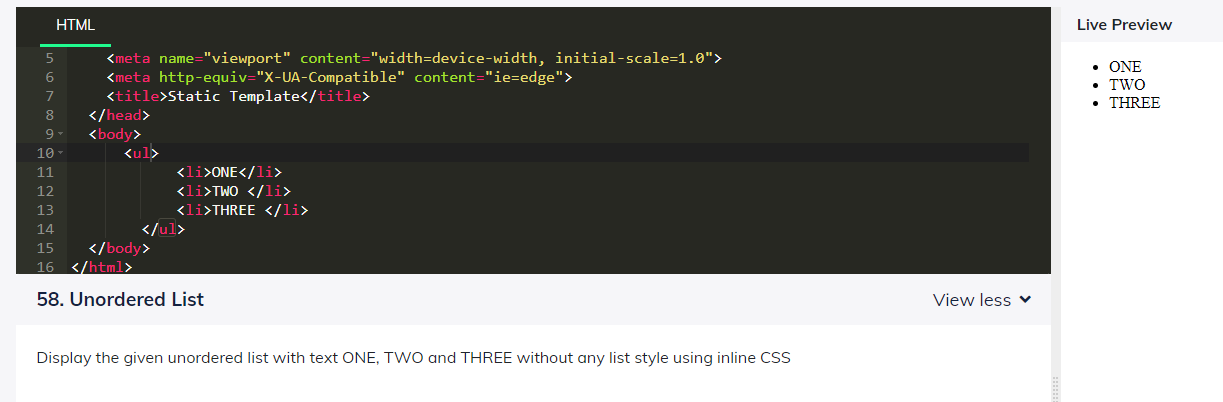 HTML
5 <meta name="viewport" content="width=device-width, initial-scale=1.0">
6 <meta http-equiv="X-UA-Compatible" content="ie=edge">
7 <title>Static Template</title>
8 </head>
9 <body>
10 <ul>
11 <li>ONE</li>
12 <li>TWO </li>
13 <li>THREE </li>
14 </ul>
15 </body>
16 </html>
58. Unordered List
View less
Display the given unordered list with text ONE, TWO and THREE without any list style using inline CSS
Live Preview
• ONE
• TWO
• THREE